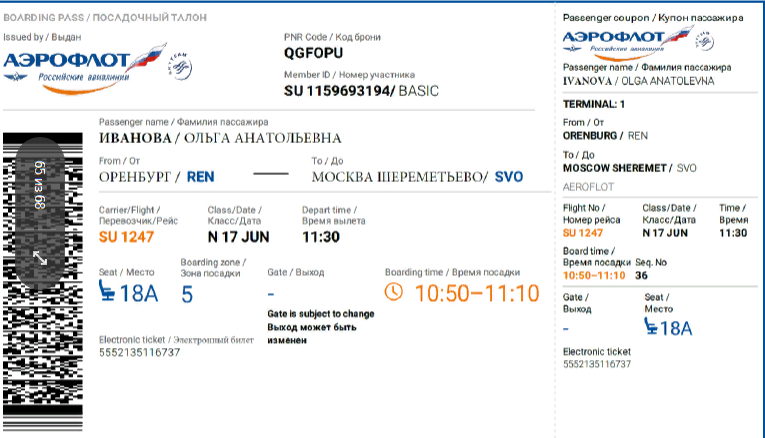 BOARDING PASS / ПОСАДОЧНЫЙ ТАЛОН
Issued by / Выдан
АЭРОФЛОТ
Российские авиалинии
SKYTEAM
PNR Code / Код брони
QGFOPU
Member ID / Номер участника
SU 1159693194/ BASIC
Passenger name / Фамилия пассажира
ИВАНОВА / ОЛЬГА АНАТОЛЬЕВНА
From / От
ОРЕНБУРГ / REN
To / До
МОСКВА ШЕРЕМЕТЬЕВО/ SVO
Carrier/Flight / Перевозчик/Рейс
SU 1247
Class/Date / Класс/Дата
N 17 JUN
Depart time / Время вылета
11:30
Seat / Место
18A
Boarding zone / Зона посадки
5
Gate / Выход
-
Gate is subject to change
Выход может быть
изменен
Boarding time / Время посадки
10:50–11:10
Electronic ticket / Электронный билет
5552135116737
65 из 68
Passenger coupon / Купон пассажира
АЭРОФЛОТ
Российские авиалинии
Passenger name / Фамилия пассажира
IVANOVA / OLGA ANATOLEVNA
TERMINAL: 1
From / От
ORENBURG / REN
To / До
MOSCOW SHEREMET/ SVO
AEROFLOT
Flight No / Номер рейса
SU 1247
Class/Date / Класс/Дата
N 17 JUN
Time / Время
11:30
Board time / Время посадки
10:50–11:10
Seq. No
36
Gate / Выход
-
Seat / Место
18A
Electronic ticket
5552135116737